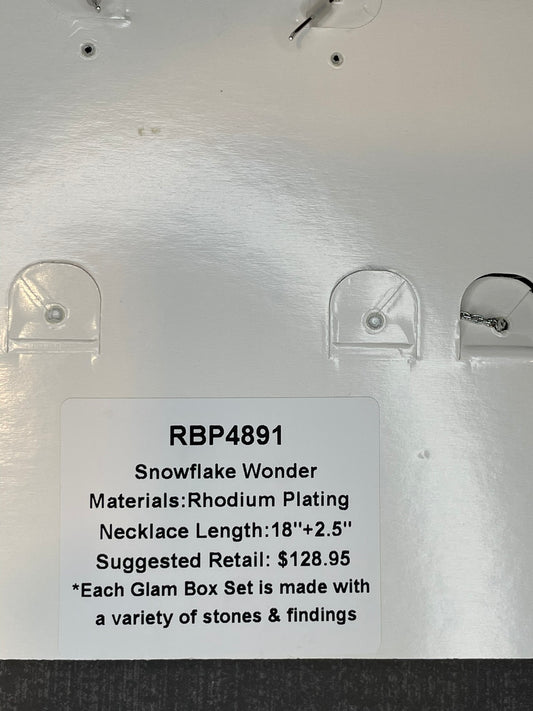 RBP4891
Snowflake Wonder
Materials:Rhodium Plating
Necklace Length:18"+2.5"
Suggested Retail: $128.95
*Each Glam Box Set is made with
a variety of stones & findings